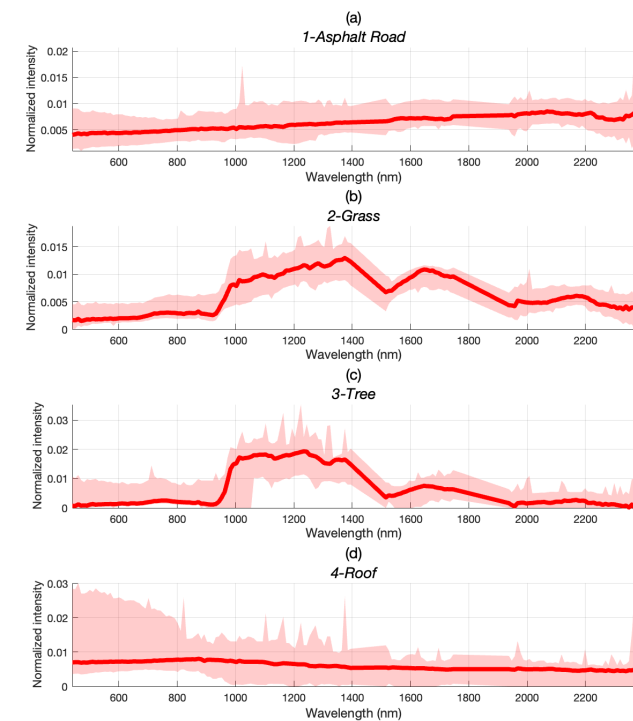 (a)
1-Asphalt Road
Normalized intensity
0.02
0.015
0.01
0.005
600 800 1000 1200 1400 1600 1800 2000 2200
Wavelength (nm)
(b)
2-Grass
Normalized intensity
0.015
0.01
0.005
0
600 800 1000 1200 1400 1600 1800 2000 2200
Wavelength (nm)
(c)
3-Tree
Normalized intensity
0.03
0.02
0.01
0
600 800 1000 1200 1400 1600 1800 2000 2200
Wavelength (nm)
(d)
4-Roof
Normalized intensity
0.03
0.02
0.01
0
600 800 1000 1200 1400 1600 1800 2000 2200
Wavelength (nm)